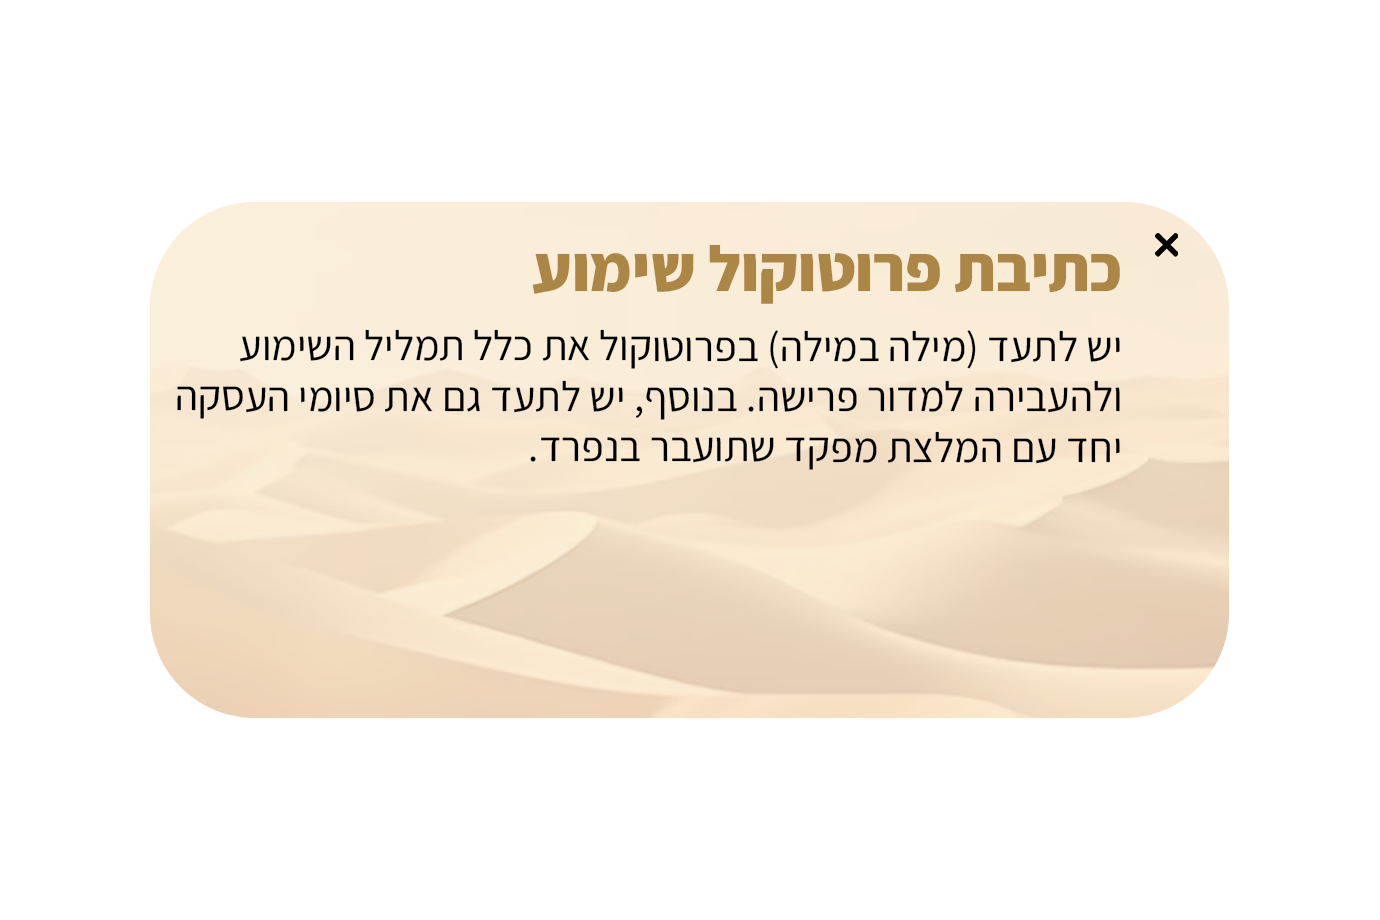 כתיבת פרוטוקול שימוע
יש לתעד (מילה במילה) בפרוטוקול את כלל תמליל השימוע
ולהעבירה למדור פרישה. בנוסף, יש לתעד גם את סיומי העסקה
יחד עם המלצת מפקד שתועבר בנפרד.